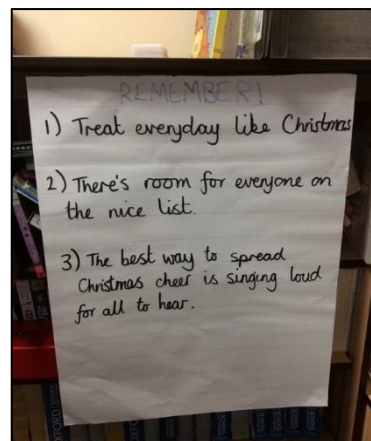 REMEMBER!
1) Treat everyday like Christmas
2) There's room for everyone on
the nice list.
3) The best way to spread
Christmas cheer is singing loud
for all to hear.
OXFORD